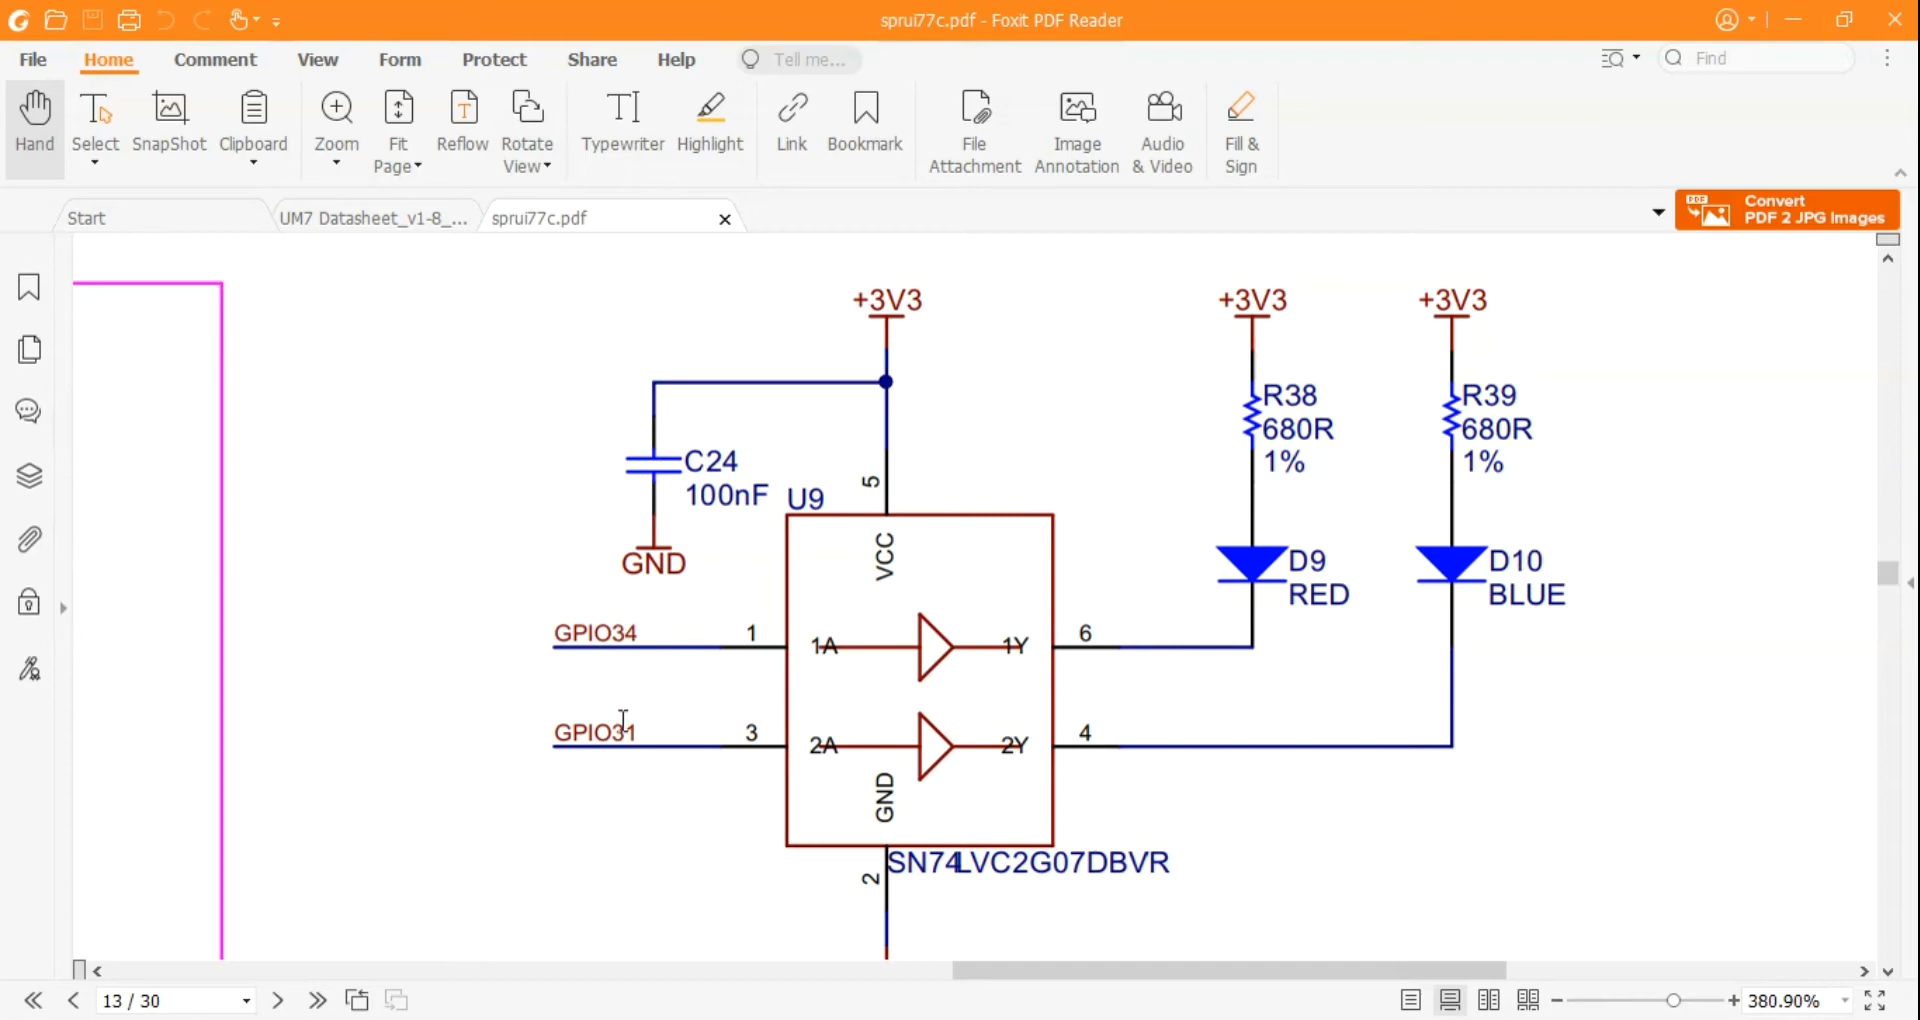 sprui77c.pdf - Foxit PDF Reader
File Home Comment View Form Protect Share Help Tell me... Find
Hand Select SnapShot Clipboard Zoom Fit Page Reflow Rotate View Typewriter Highlight Link Bookmark File Attachment Image Annotation Audio & Video Fill & Sign
Start UM7 Datasheet_v1-8_... sprui77c.pdf
PDF Convert
PDF 2 JPG Images
+3V3 +3V3 +3V3
R38
680R
1%
R39
680R
1%
C24
100nF
GND
U9
5
VCC
D9
RED
D10
BLUE
GPIO34 1 1A 1Y 6
GPIO31 3 2A 2Y 4
GND
SN74LVC2G07DBVR
2
13 / 30 380.90%